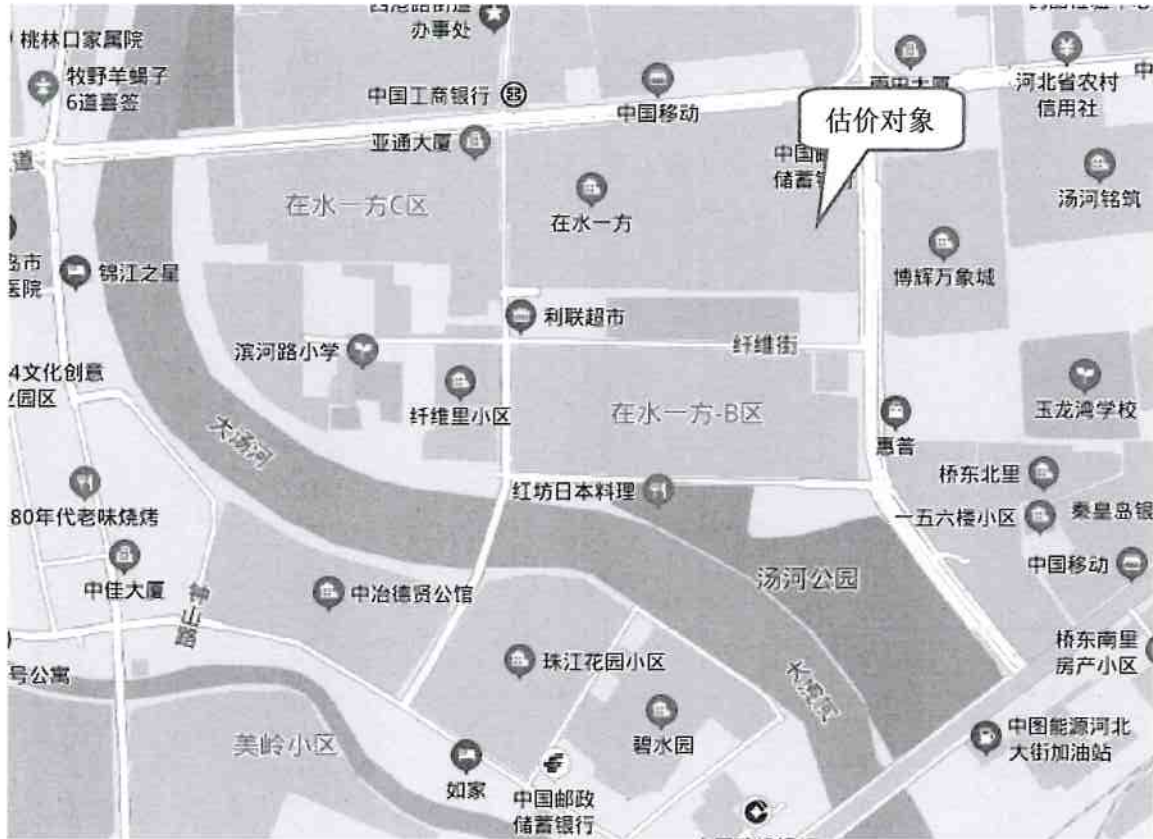 办事处
桃林口家属院
牧野羊蝎子
6道喜签
中国工商银行
亚通大厦
中国移动
河北省农村
信用社
中
估价对象
道
储蓄银行
汤河铭筑
在水一方C区
在水一方
博辉万象城
岛市
医院
锦江之星
利联超市
滨河路小学
纤维街
4文化创意
业园区
纤维里小区
在水一方-B区
惠普
玉龙湾学校
大汤河
桥东北里
80年代老味烧烤
红坊日本料理
一五六楼小区
秦皇岛银
中国移动
中佳大厦
钟山路
中冶德贤公馆
汤河公园
号公寓
珠江花园小区
大汤河
桥东南里
房产小区
美岭小区
碧水园
中图能源河北
大街加油站
如家
中国邮政
储蓄银行